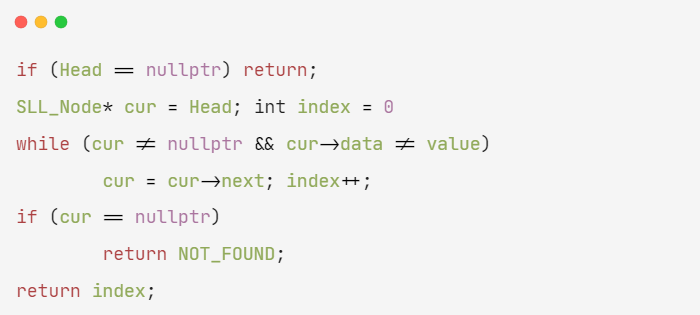 if (Head == nullptr) return;
SLL_Node* cur = Head; int index = 0
while (cur != nullptr && cur->data != value)
cur = cur->next; index++;
if (cur == nullptr)
return NOT_FOUND;
return index;